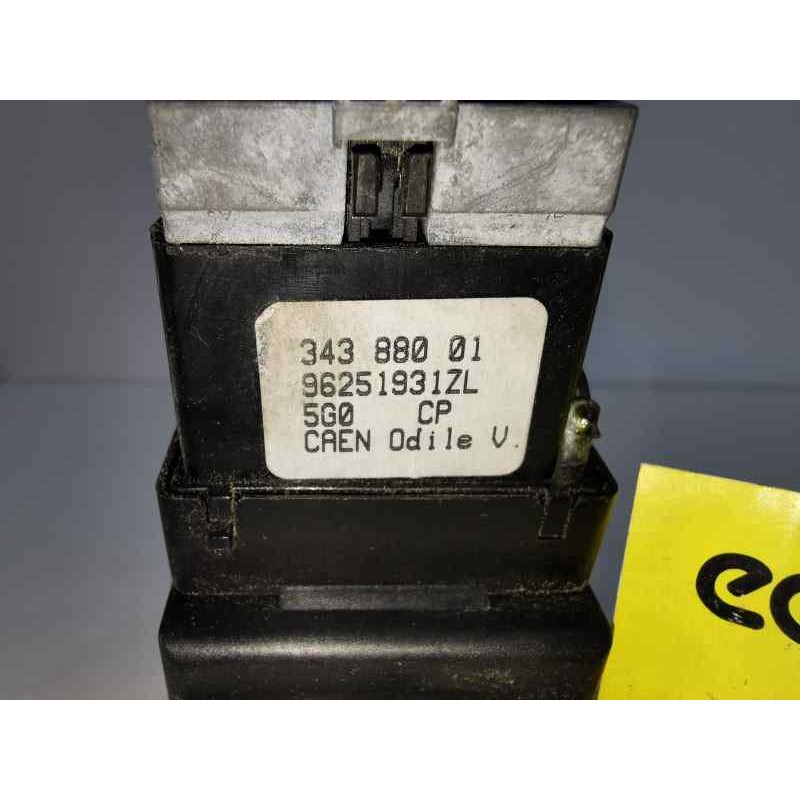 343 880 01
96251931ZL
5G0 CP
CAEN Odile V.